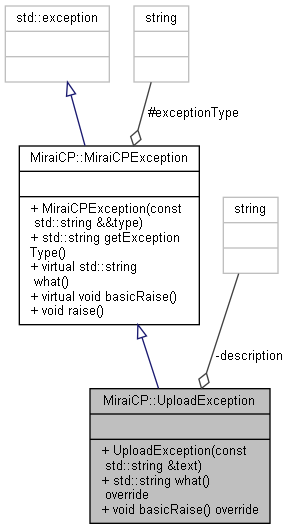 std::exception
string
#exceptionType
MiraiCP::MiraiCPException
+ MiraiCPException(const
std::string &&type)
+ std::string getException
Type()
+ virtual std::string
what()
+ virtual void basicRaise()
+ void raise()
string
-description
MiraiCP::UploadException
+ UploadException(const
std::string &text)
+ std::string what()
override
+ void basicRaise() override